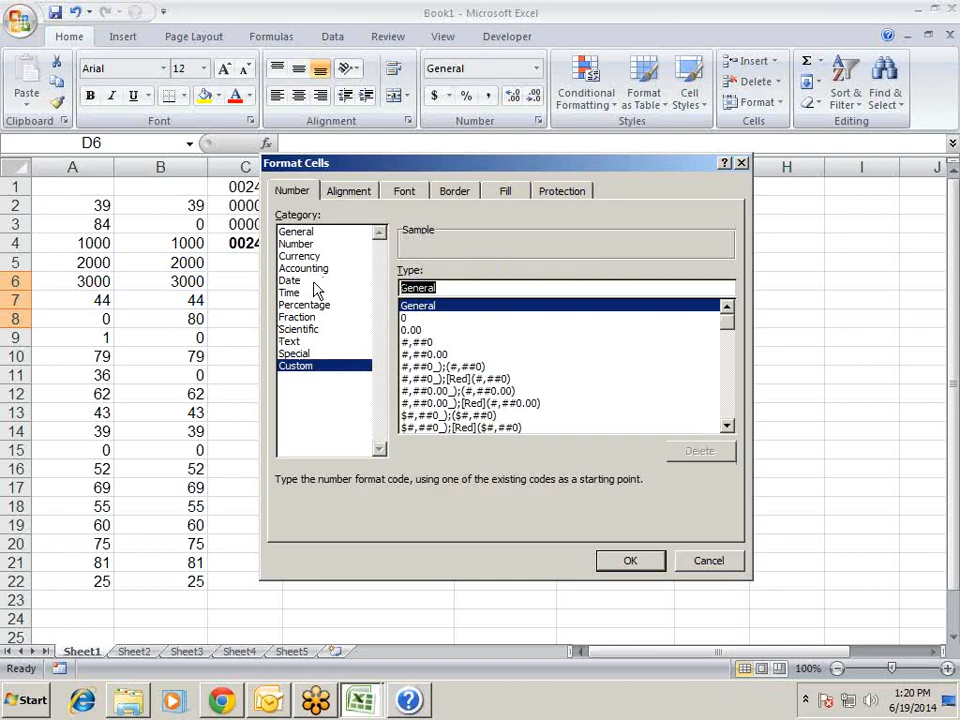 Book1 - Microsoft Excel
Home Insert Page Layout Formulas Data Review View Developer
Paste
Arial 12 General
B I U
$ % ,
Conditional Formatting Format as Table Cell Styles
Insert
Delete
Format
Sort & Filter Find & Select
Clipboard Font Alignment Number Styles Cells Editing
D6
A B C H I J
1 0024
2 39 39 0000
3 84 0 0000
4 1000 1000 0024
5 2000 2000
6 3000 3000
7 44 44
8 0 80
9 1 0
10 79 79
11 36 0
12 62 62
13 43 43
14 39 39
15 0 0
16 52 52
17 69 69
18 55 55
19 60 60
20 75 75
21 81 81
22 25 25
23
24
25
Format Cells
Number Alignment Font Border Fill Protection
Category:
General
Number
Currency
Accounting
Date
Time
Percentage
Fraction
Scientific
Text
Special
Custom
Sample
Type:
General
General
0
0.00
#,##0
#,##0.00
#,##0_);(#,##0)
#,##0_);[Red](#,##0)
#,##0.00_);(#,##0.00)
#,##0.00_);[Red](#,##0.00)
$#,##0_);($#,##0)
$#,##0_);[Red]($#,##0)
Delete
Type the number format code, using one of the existing codes as a starting point.
OK Cancel
Sheet1 Sheet2 Sheet3 Sheet4 Sheet5
Ready 100%
Start
1:20 PM
6/19/2014